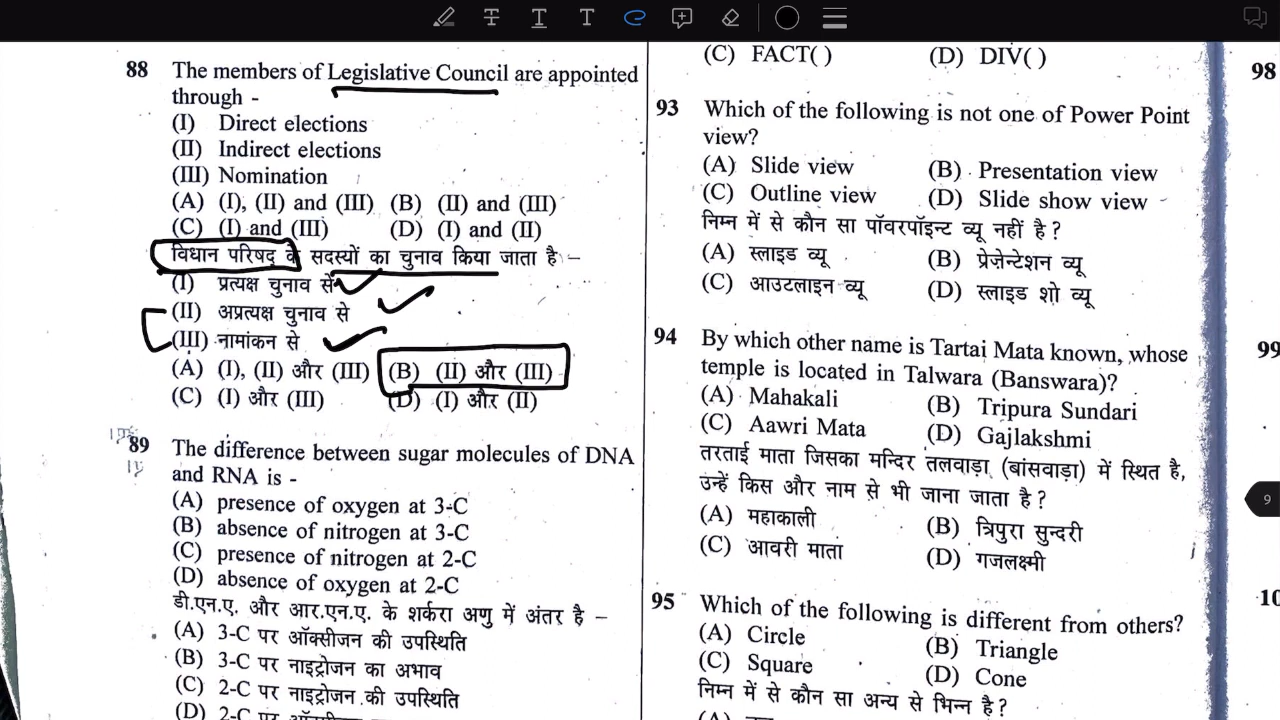 88 The members of Legislative Council are appointed
through -
(I) Direct elections
(II) Indirect elections
(III) Nomination
(A) (I), (II) and (III) (B) (II) and (III)
(C) (I) and (III) (D) (I) and (II)
विधान परिषद् के सदस्यों का चुनाव किया जाता है –
(I) प्रत्यक्ष चुनाव से
(II) अप्रत्यक्ष चुनाव से
(III) नामांकन से
(A) (I), (II) और (III) (B) (II) और (III)
(C) (I) और (III) (D) (I) और (II)
89 The difference between sugar molecules of DNA
and RNA is -
(A) presence of oxygen at 3-C
(B) absence of nitrogen at 3-C
(C) presence of nitrogen at 2-C
(D) absence of oxygen at 2-C
डी.एन.ए. और आर.एन.ए. के शर्करा अणु में अंतर है –
(A) 3-C पर ऑक्सीजन की उपस्थिति
(B) 3-C पर नाइट्रोजन का अभाव
(C) 2-C पर नाइट्रोजन की उपस्थिति
(D) 2-C पर
(C) FACT( ) (D) DIV( )
93 Which of the following is not one of Power Point
view?
(A) Slide view (B) Presentation view
(C) Outline view (D) Slide show view
निम्न में से कौन सा पॉवरपॉइन्ट व्यू नहीं है?
(A) स्लाइड व्यू (B) प्रेज़ेन्टेशन व्यू
(C) आउटलाइन व्यू (D) स्लाइड शो व्यू
94 By which other name is Tartai Mata known, whose
temple is located in Talwara (Banswara)?
(A) Mahakali (B) Tripura Sundari
(C) Aawri Mata (D) Gajlakshmi
तरताई माता जिसका मन्दिर तलवाड़ा (बांसवाड़ा) में स्थित है,
उन्हें किस और नाम से भी जाना जाता है?
(A) महाकाली (B) त्रिपुरा सुन्दरी
(C) आवरी माता (D) गजलक्ष्मी
95 Which of the following is different from others?
(A) Circle (B) Triangle
(C) Square (D) Cone
निम्न में से कौन सा अन्य से भिन्न है?
(A)
98
99
9
10